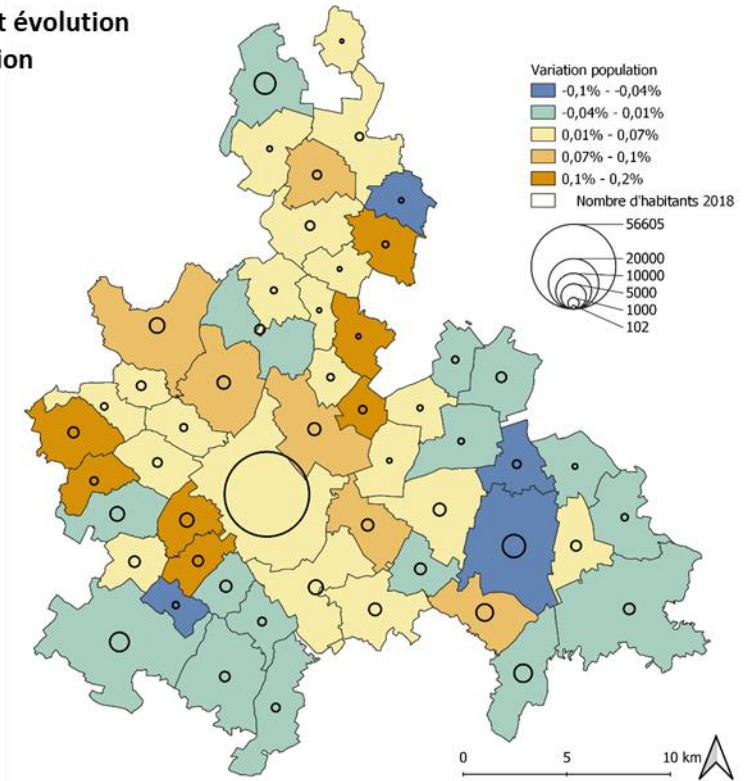 t évolution
ion
Variation population
-0,1% - -0,04%
-0,04% - 0,01%
0,01% - 0,07%
0,07% - 0,1%
0,1% - 0,2%
Nombre d'habitants 2018
56605
20000
10000
5000
1000
102
0 5 10 km